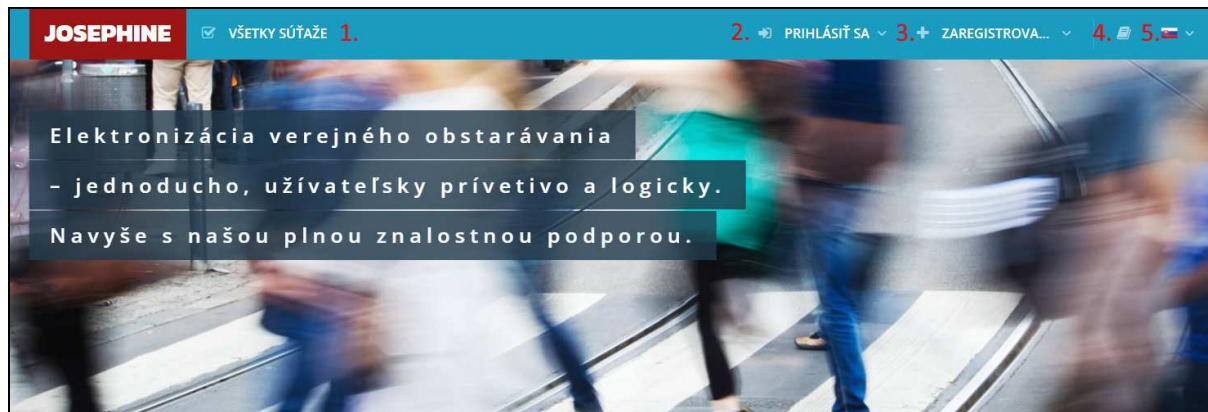 JOSEPHINE VŠETKY SÚŤAŽE 1. 2. PRIHLÁSIŤ SA 3. ZAREGISTROVA... 4. 5.
Elektronizácia verejného obstarávania
– jednoducho, užívateľsky prívetivo a logicky.
Navyše s našou plnou znalostnou podporou.